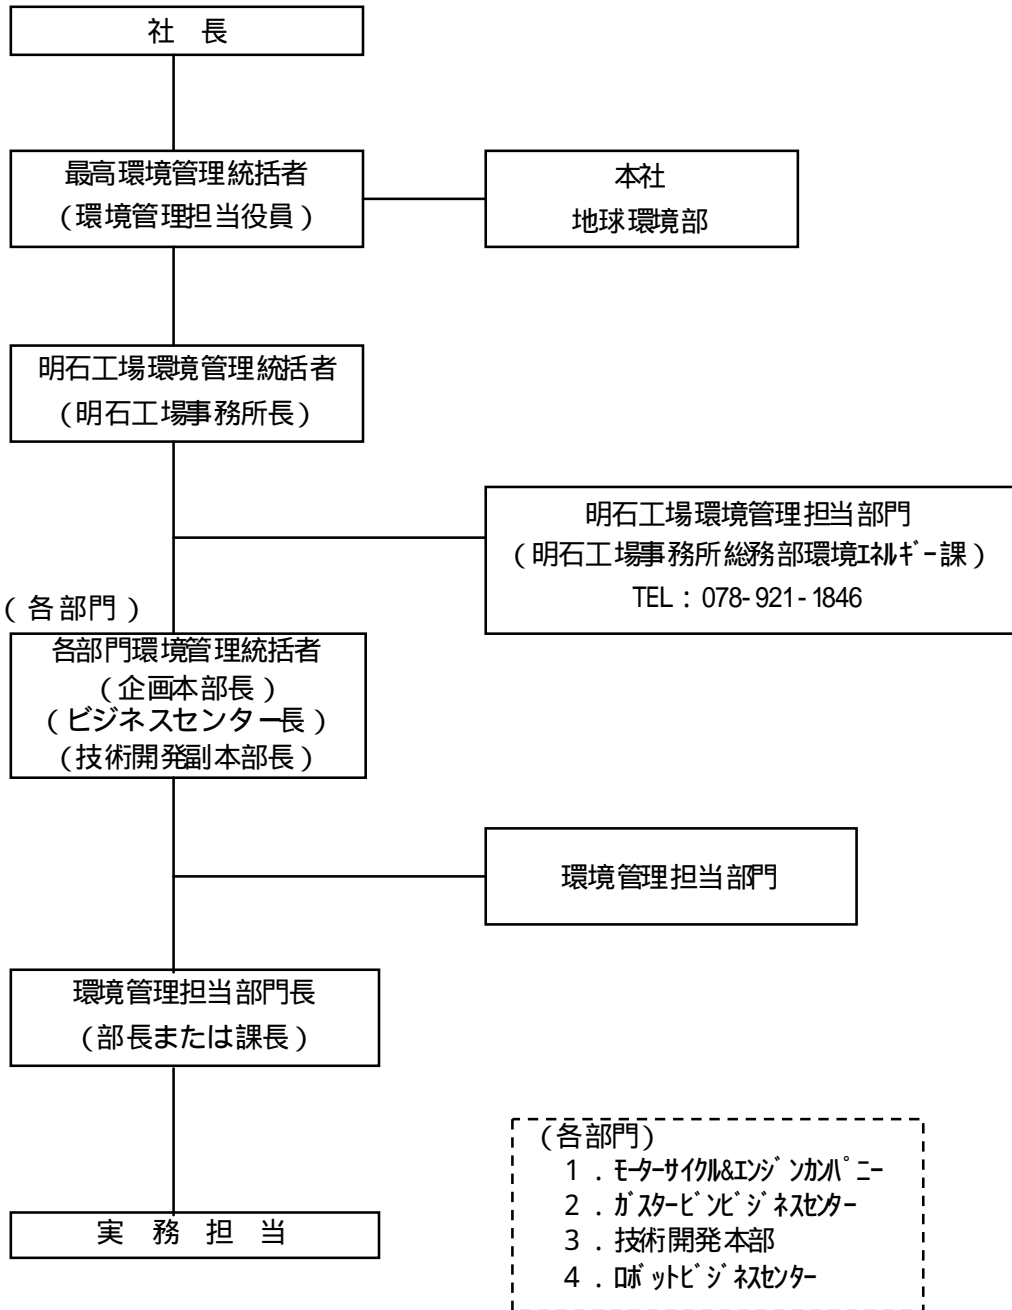 社　長
最高環境管理統括者
（環境管理担当役員）
本社
地球環境部
明石工場環境管理統括者
（明石工場事務所長）
明石工場環境管理担当部門
（明石工場事務所総務部環境ｴﾈﾙｷﾞｰ課）
TEL：078-921-1846
（各部門）
各部門環境管理統括者
（企画本部長）
（ビジネスセンター長）
（技術開発副本部長）
環境管理担当部門
環境管理担当部門長
（部長または課長）
実　務　担　当
（各部門）
1．ﾓｰﾀｰｻｲｸﾙ&ｴﾝｼﾞﾝｶﾝﾊﾟﾆｰ
2．ｶﾞｽﾀｰﾋﾞﾝﾋﾞｼﾞﾈｽｾﾝﾀｰ
3．技術開発本部
4．ﾛﾎﾞｯﾄﾋﾞｼﾞﾈｽｾﾝﾀｰ